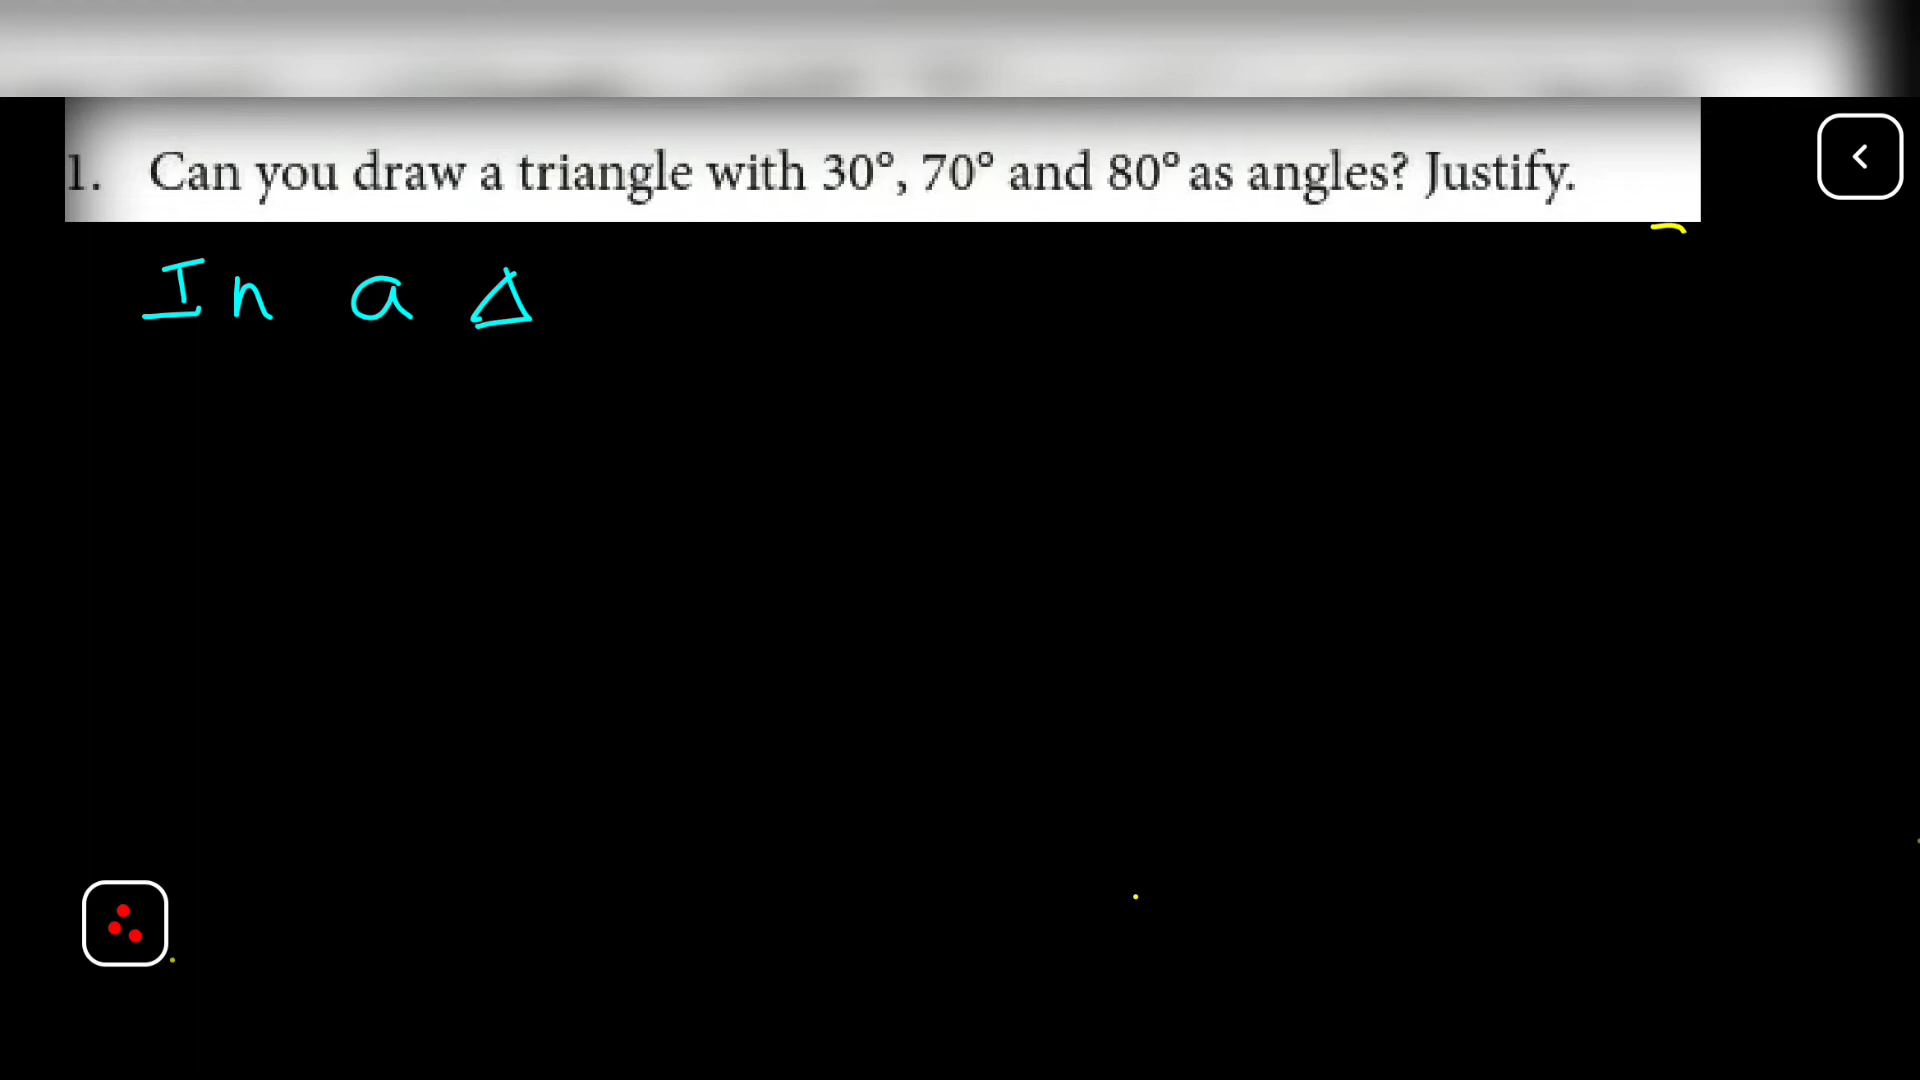 1. Can you draw a triangle with 30°, 70° and 80° as angles? Justify.
In a Δ